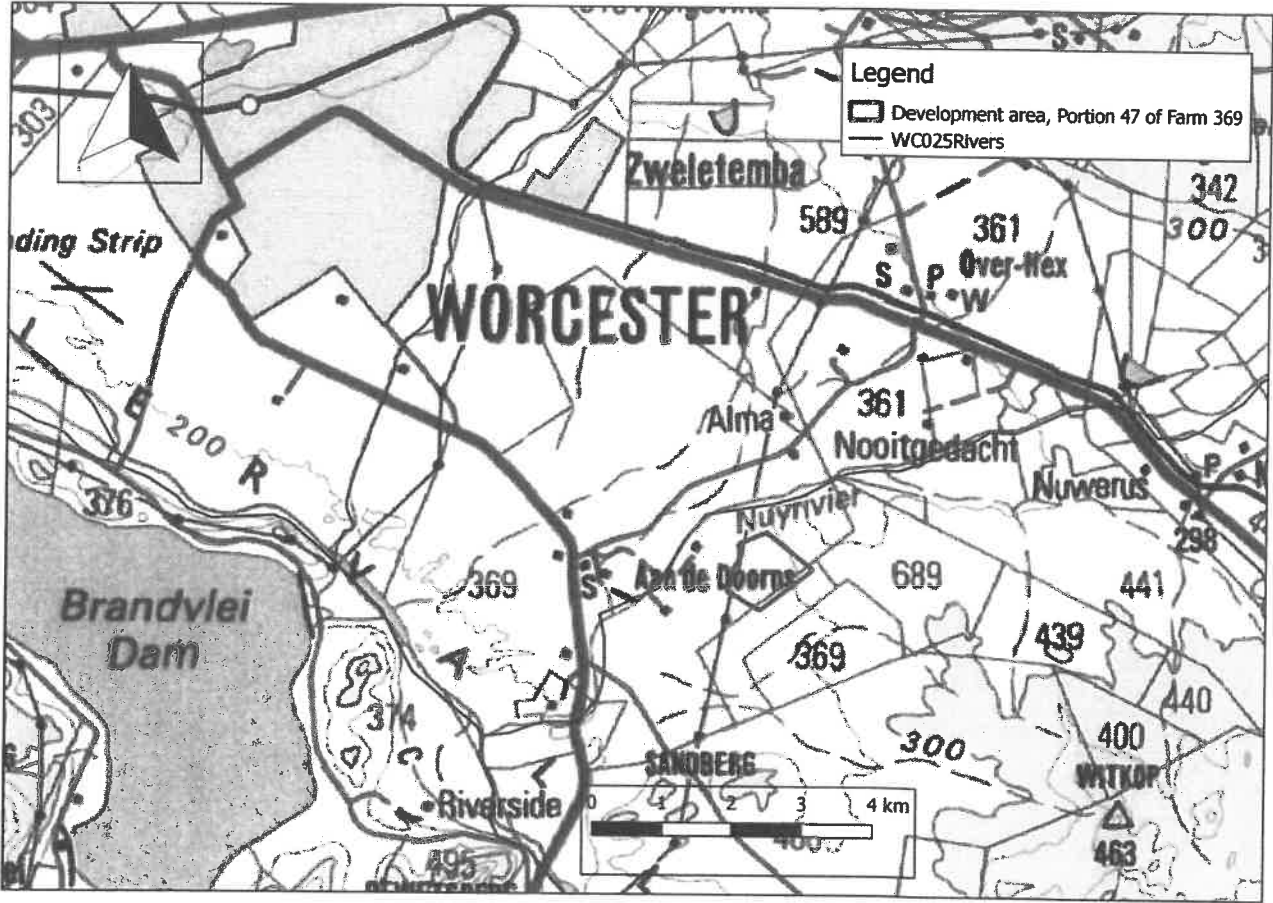 Legend
Development area, Portion 47 of Farm 369
WC025Rivers
303
Zweletemba
589
342
300
361
Over-Hex
S
S P W
ding Strip
WORCESTER
E
200
R
Alma
361
Nooitgedacht
Nuwerus
P
298
376
V
Nuyrivier
Brandvlei
Dam
369
S
Aan de Doorns
689
441
369
439
440
374
300
400
SANDBERG
WITKOP
463
Riverside
0 1 2 3 4 km
495